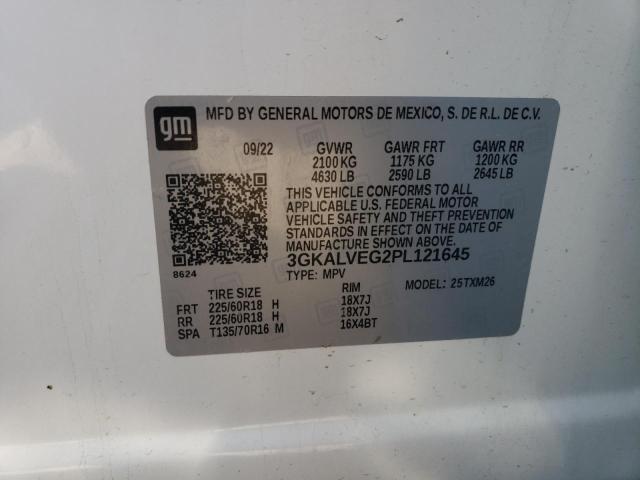 gm
MFD BY GENERAL MOTORS DE MEXICO, S. DE R.L. DE C.V.
09/22 GVWR GAWR FRT GAWR RR
2100 KG 1175 KG 1200 KG
4630 LB 2590 LB 2645 LB
THIS VEHICLE CONFORMS TO ALL
APPLICABLE U.S. FEDERAL MOTOR
VEHICLE SAFETY AND THEFT PREVENTION
STANDARDS IN EFFECT ON THE DATE OF
MANUFACTURE SHOWN ABOVE.
3GKALVEG2PL121645
8624
TYPE: MPV
MODEL: 25TXM26
TIRE SIZE RIM
FRT 225/60R18 H 18X7J
RR 225/60R18 H 18X7J
SPA T135/70R16 M 16X4BT